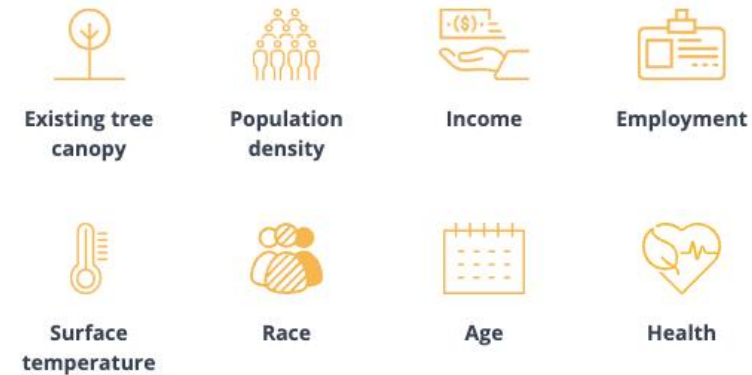 ($)
Existing tree
canopy
Population
density
Income
Employment
Surface
temperature
Race
Age
Health